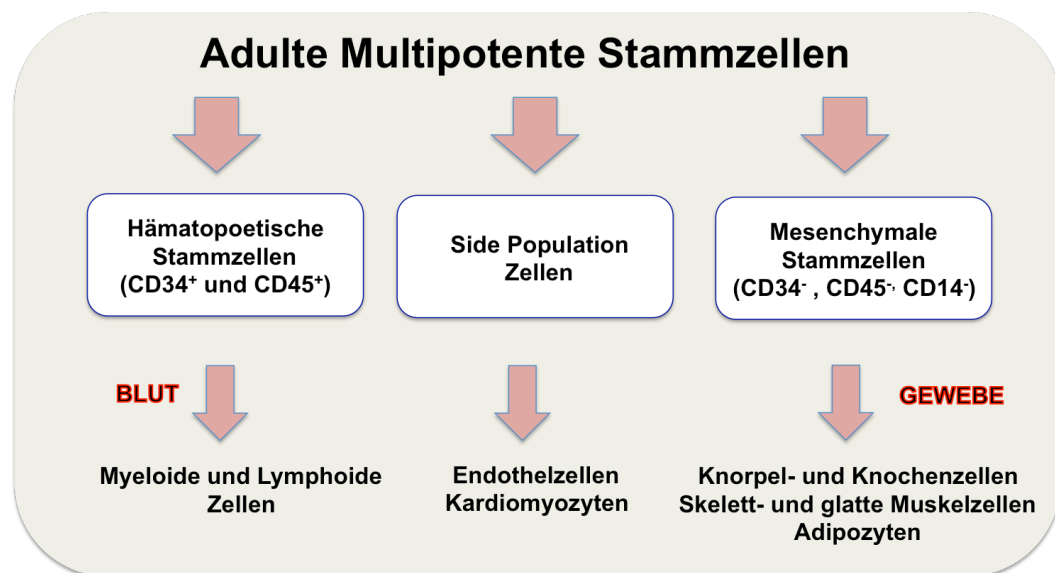 Adulte Multipotente Stammzellen
Hämatopoetische
Stammzellen
(CD34⁺ und CD45⁺)
Side Population
Zellen
Mesenchymale
Stammzellen
(CD34⁻ , CD45⁻, CD14⁻)
BLUT
GEWEBE
Myeloide und Lymphoide
Zellen
Endothelzellen
Kardiomyozyten
Knorpel- und Knochenzellen
Skelett- und glatte Muskelzellen
Adipozyten